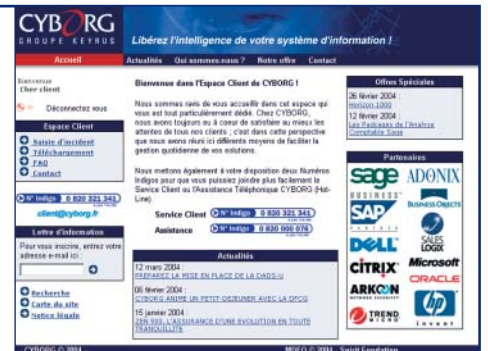 CYBORG
GROUPE KEYRUS
Libérez l'intelligence de votre système d'information !
Accueil
Actualités Qui sommes-nous ? Notre offre Contact
Bienvenue
Cher client
Déconnectez vous
Espace Client
Saisie d'incident
Téléchargement
FAQ
Contact
N° Indigo 0 820 321 341
client@cyborg.fr
Lettre d'information
Pour vous inscrire, entrez votre
adresse e-mail ici :
Recherche
Carte du site
Notice légale
Bienvenue dans l'Espace Client de CYBORG !
Nous sommes ravis de vous accueillir dans cet espace qui
vous est tout particulièrement dédié. Chez CYBORG,
nous avons toujours eu à coeur de satisfaire au mieux les
attentes de tous nos clients ; c'est dans cette perspective
que nous avons réuni ici différents moyens de faciliter la
gestion quotidienne de vos solutions.
Nous mettons également à votre disposition deux Numéros
Indigos pour que vous puissiez joindre plus facilement le
Service Client ou l'Assistance Téléphonique CYBORG (Hot-
Line).
Service Client N° Indigo 0 820 321 341
Assistance N° Indigo 0 820 000 076
Actualités
12 mars 2004 :
PREPAREZ LA MISE EN PLACE DE LA DADS-U
06 février 2004 :
CYBORG ANIME UN PETIT-DEJEUNER AVEC LA DFCG
15 janvier 2004 :
L'ASSURANCE D'UNE EVOLUTION EN TOUTE
TRANQUILLITE
Offres Spéciales
26 février 2004 :
Horizon 1000
12 février 2004 :
Les Packages de l'Analyse
Comptable Sage
Partenaires
sage ADONIX
BUSINESS OBJECTS
SAP
DELL SALES LOGIX
CITRIX Microsoft
ORACLE
ARKOON
NETWORK SECURITY
TREND MICRO
hp
invent
CYBORG © 2004